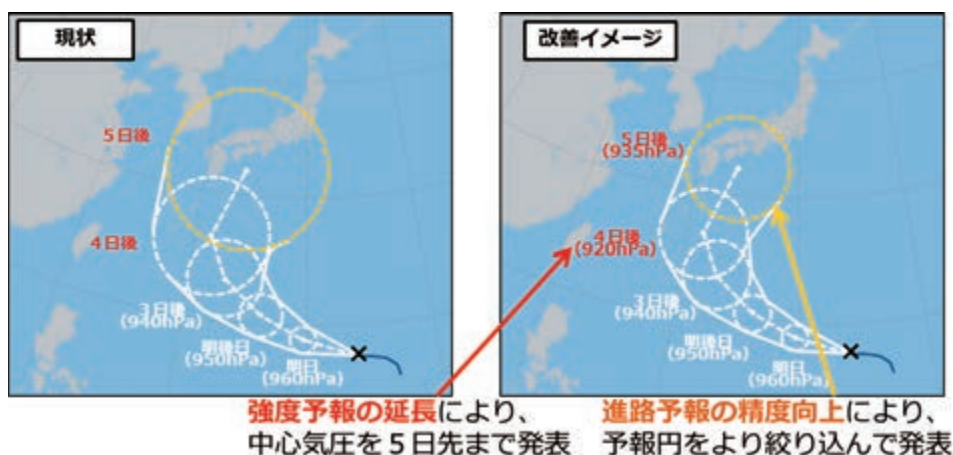 現状
5日後
4日後
3日後
(940hPa)
明後日
(950hPa)
明日
(960hPa)
改善イメージ
5日後
(935hPa)
4日後
(920hPa)
3日後
(940hPa)
明後日
(950hPa)
明日
(960hPa)
強度予報の延長により、
中心気圧を5日先まで発表
進路予報の精度向上により、
予報円をより絞り込んで発表